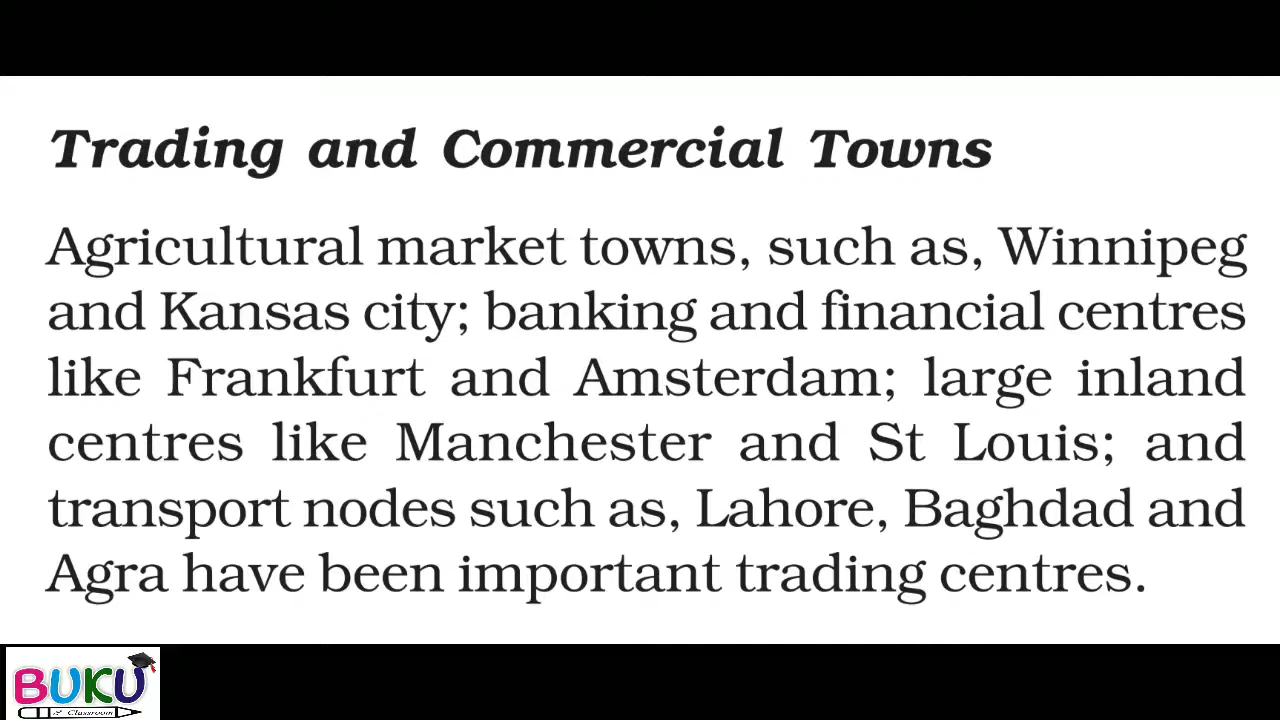 Trading and Commercial Towns
Agricultural market towns, such as, Winnipeg
and Kansas city; banking and financial centres
like Frankfurt and Amsterdam; large inland
centres like Manchester and St Louis; and
transport nodes such as, Lahore, Baghdad and
Agra have been important trading centres.
BUKU
e Classroom